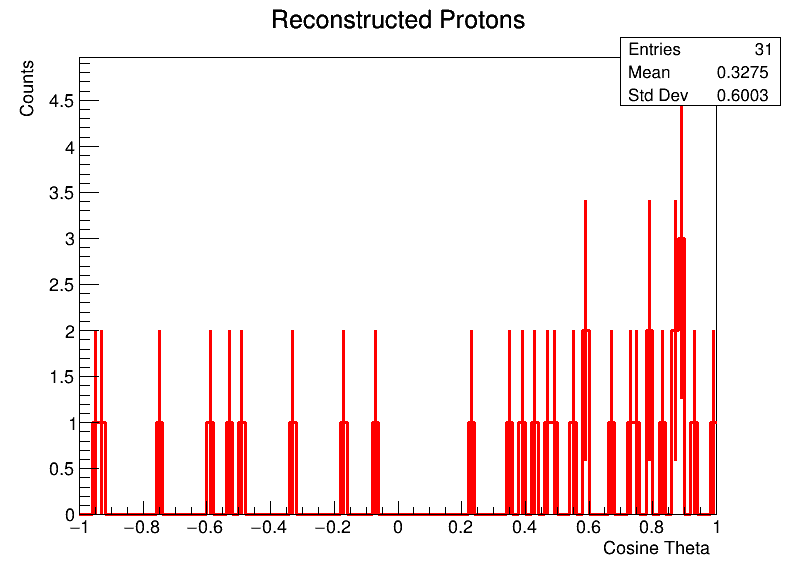 Reconstructed Protons
Entries 31
Mean 0.3275
Std Dev 0.6003
Counts
4.5
4
3.5
3
2.5
2
1.5
1
0.5
0
−1 −0.8 −0.6 −0.4 −0.2 0 0.2 0.4 0.6 0.8 1
Cosine Theta